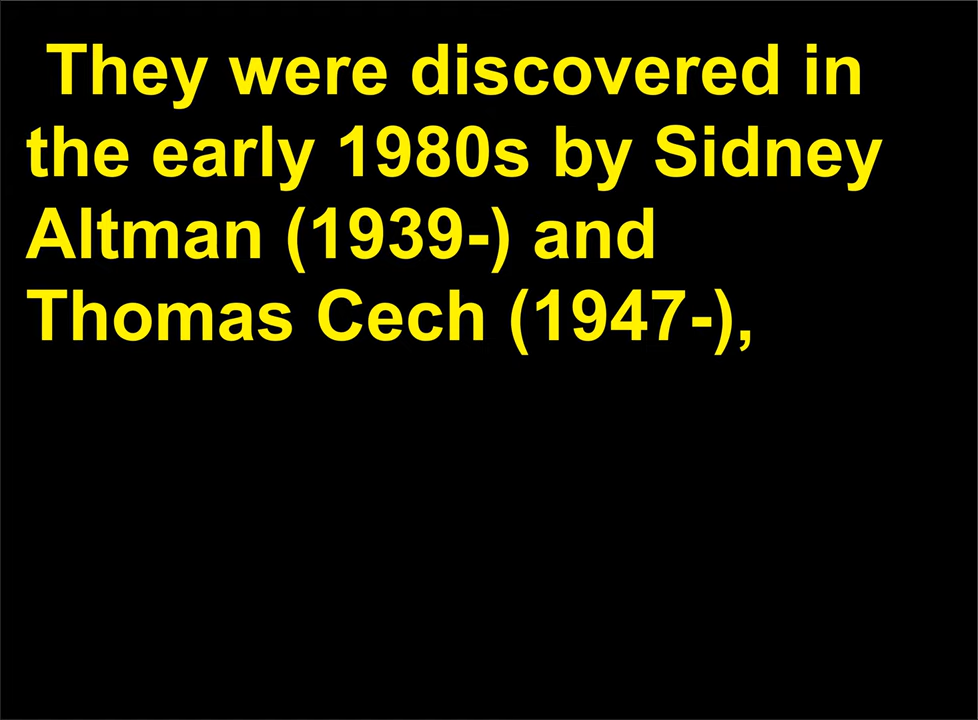 They were discovered in
the early 1980s by Sidney
Altman (1939-) and
Thomas Cech (1947-),